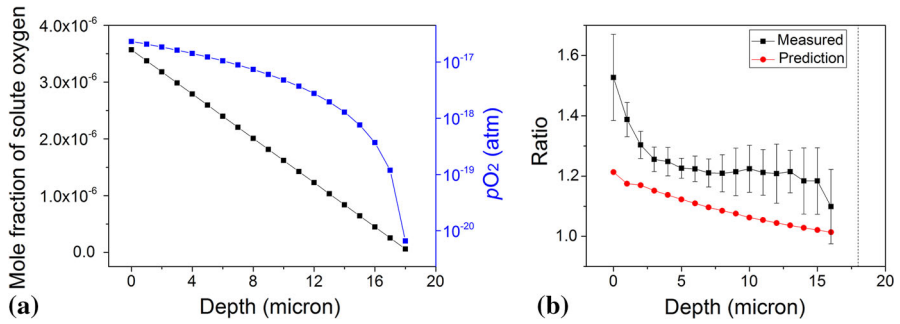 4.0x10⁻⁶
3.0x10⁻⁶
2.0x10⁻⁶
1.0x10⁻⁶
0.0
Mole fraction of solute oxygen
10⁻¹⁷
10⁻¹⁸
10⁻¹⁹
10⁻²⁰
pO₂ (atm)
0 4 8 12 16 20
Depth (micron)
(a)
1.6
1.4
1.2
1.0
Ratio
Measured
Prediction
0 5 10 15 20
Depth (micron)
(b)